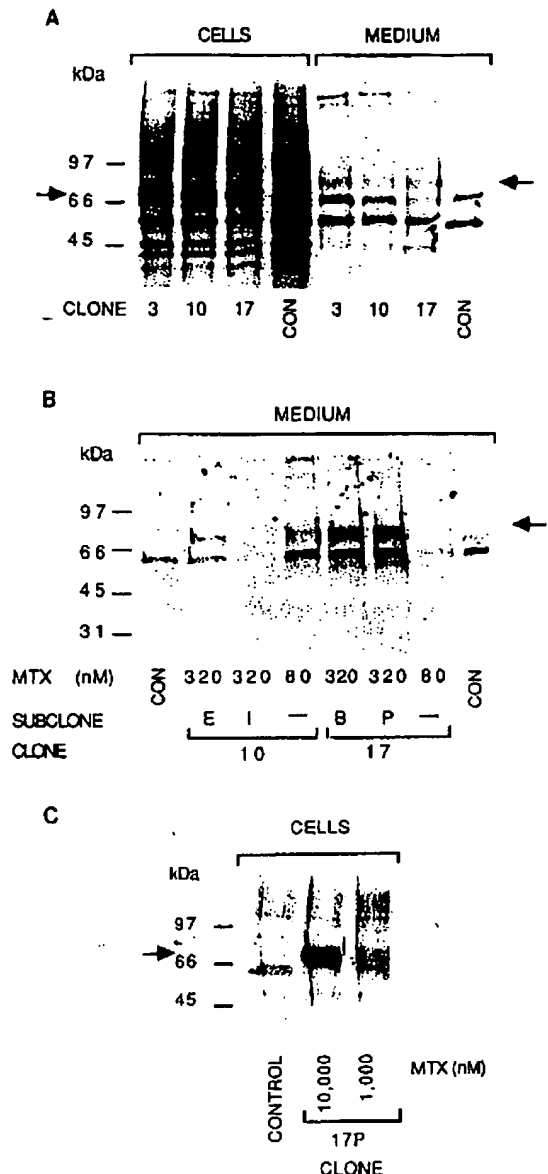 A
CELLS MEDIUM
kDa
97
66
45
CLONE 3 10 17 CON 3 10 17 CON
B
MEDIUM
kDa
97
66
45
31
MTX (nM) CON 320 320 80 320 320 80 CON
SUBCLONE E I — B P —
CLONE 10 17
C
CELLS
kDa
97
66
45
CONTROL 10,000 1,000 MTX (nM)
17P
CLONE